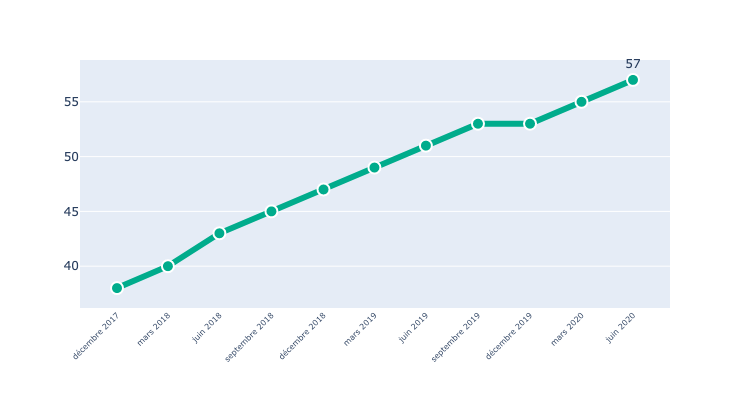 57
55
50
45
40
décembre 2017
mars 2018
juin 2018
septembre 2018
décembre 2018
mars 2019
juin 2019
septembre 2019
décembre 2019
mars 2020
juin 2020